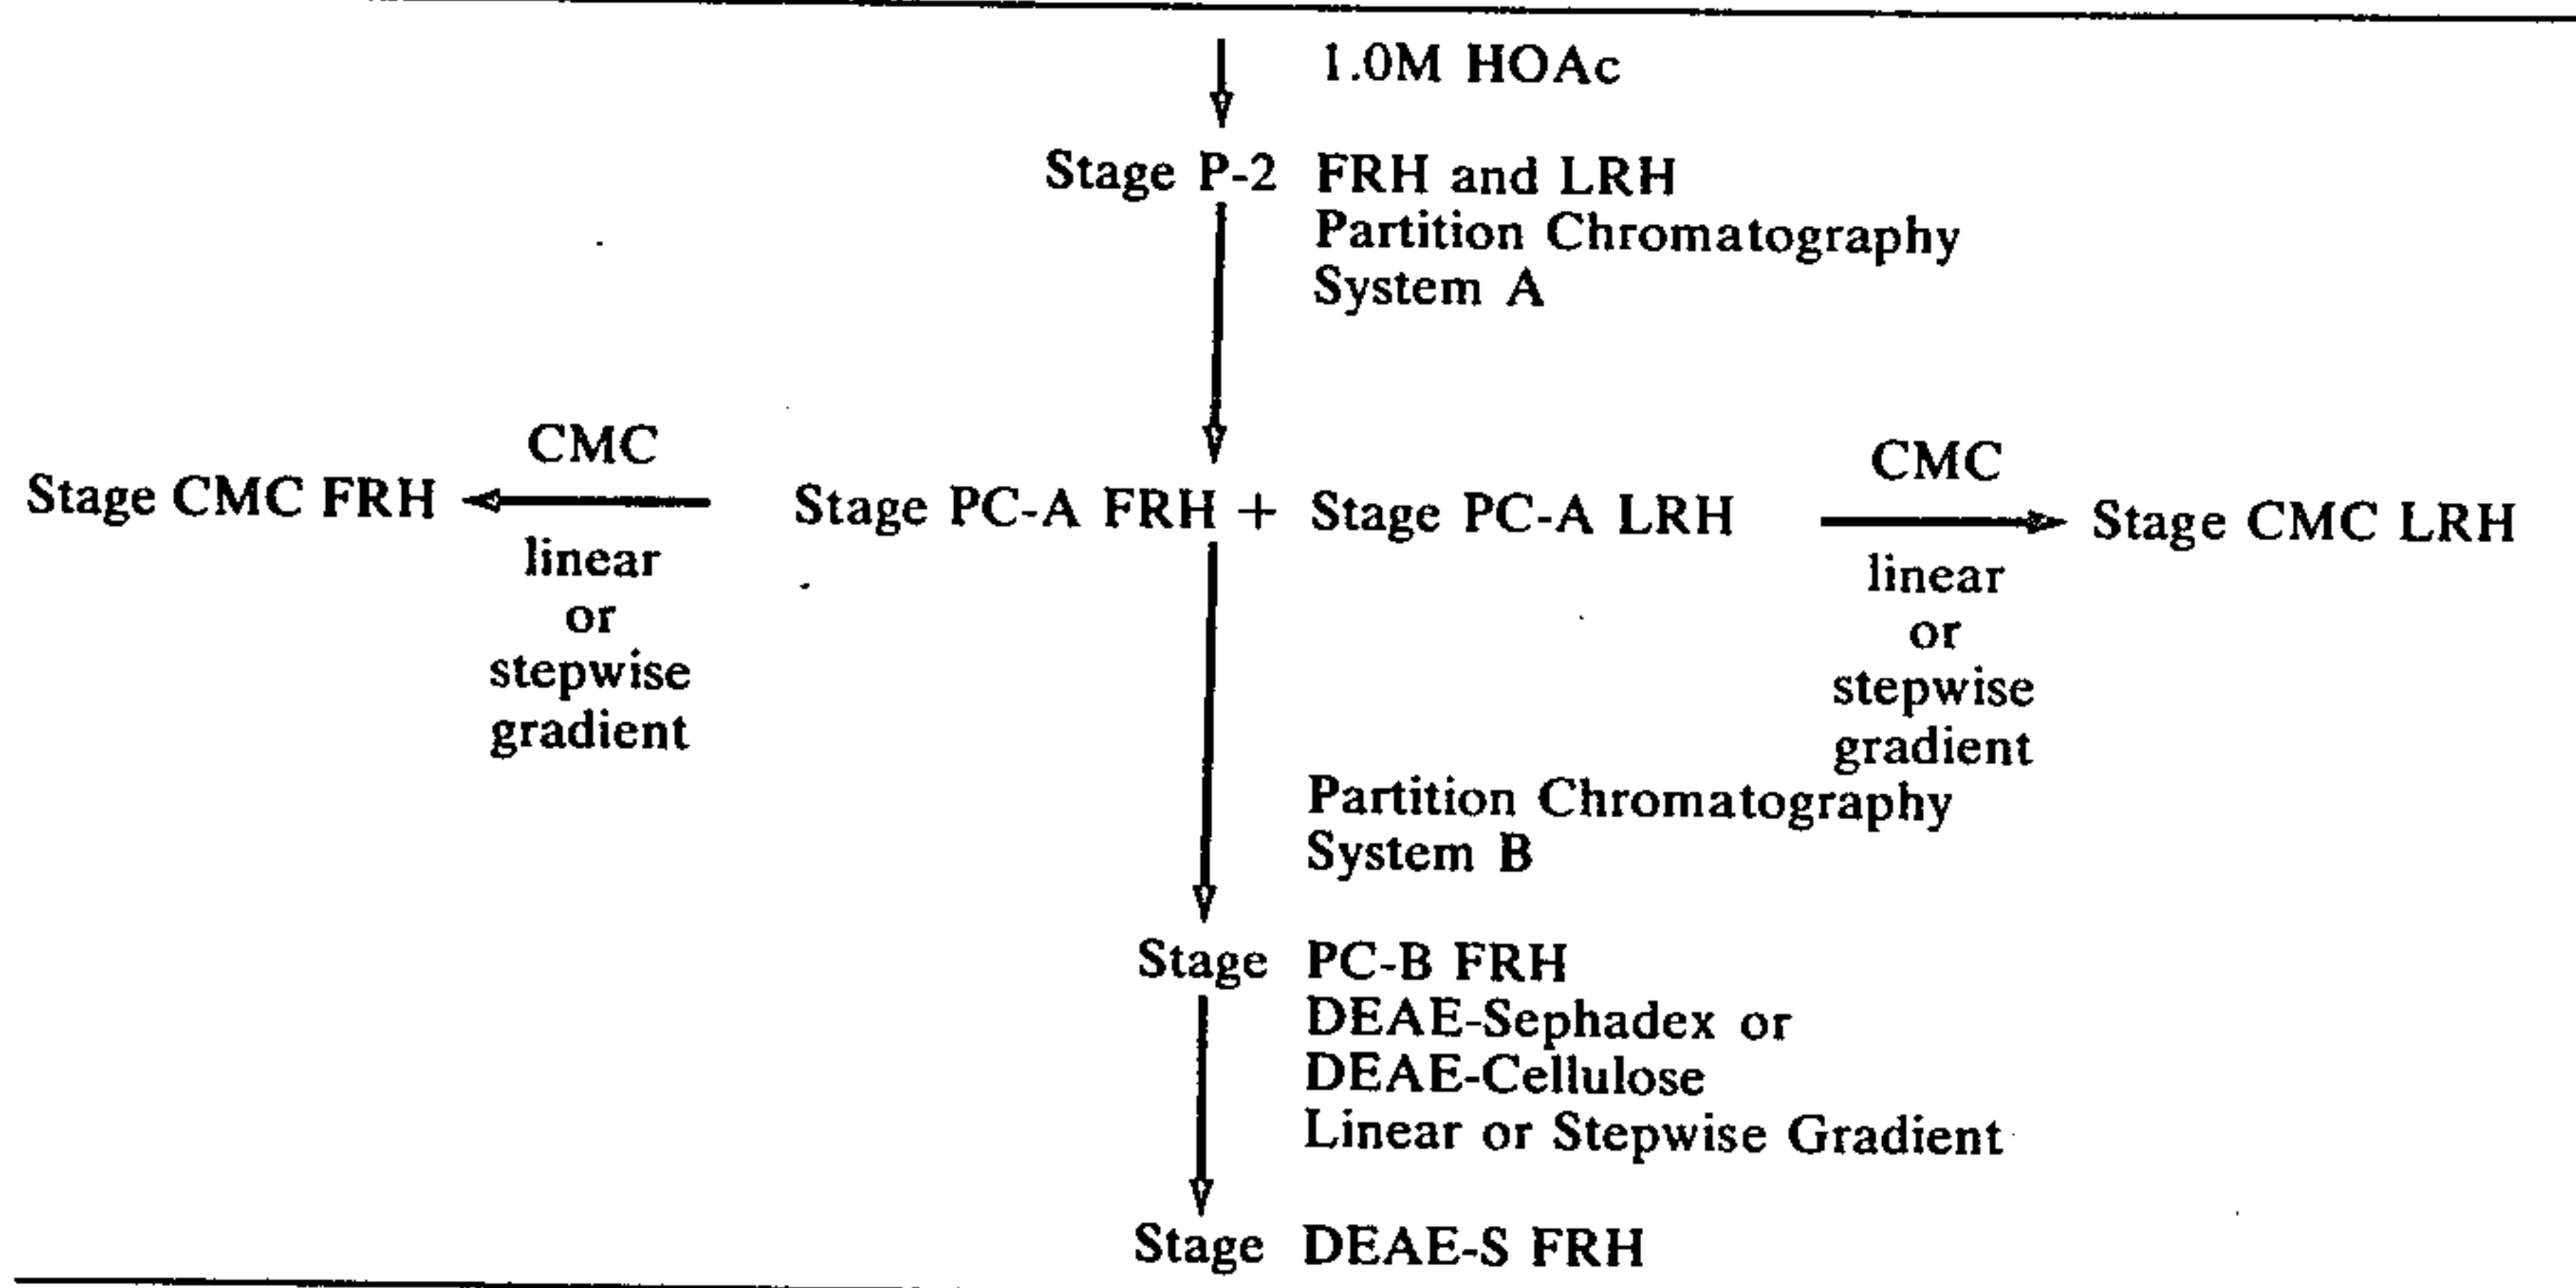 1.0M HOAc
Stage P-2 FRH and LRH
Partition Chromatography
System A
CMC
Stage CMC FRH
linear
or
stepwise
gradient
Stage PC-A FRH + Stage PC-A LRH
CMC
Stage CMC LRH
linear
or
stepwise
gradient
Partition Chromatography
System B
Stage PC-B FRH
DEAE-Sephadex or
DEAE-Cellulose
Linear or Stepwise Gradient
Stage DEAE-S FRH